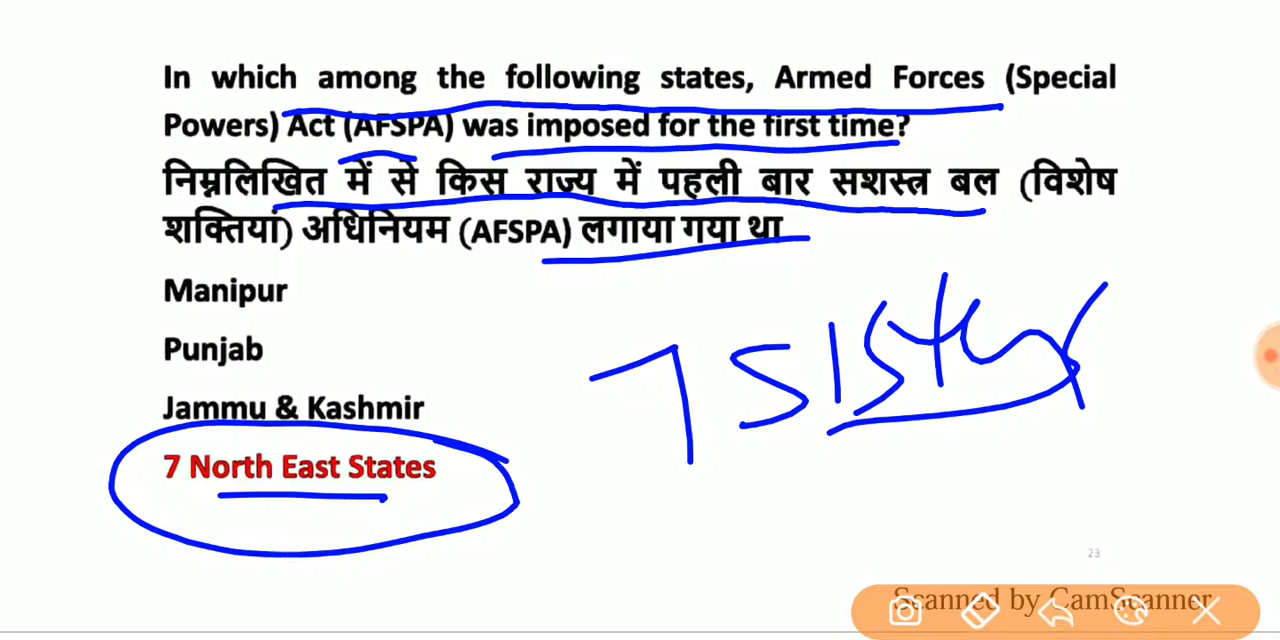 In which among the following states, Armed Forces (Special
Powers) Act (AFSPA) was imposed for the first time?
निम्नलिखित में से किस राज्य में पहली बार सशस्त्र बल (विशेष
शक्तियां) अधिनियम (AFSPA) लगाया गया था
Manipur
Punjab
Jammu & Kashmir
7 North East States
7 Sister
23
Scanned by CamScanner